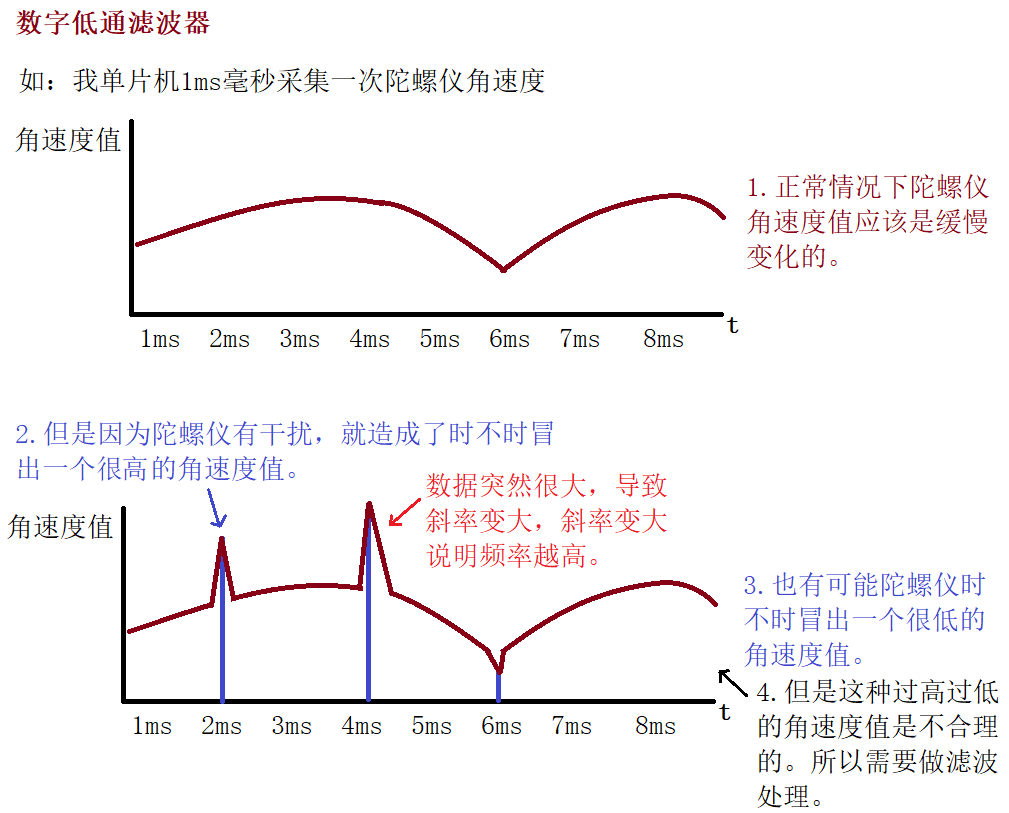 数字低通滤波器
如：我单片机1ms毫秒采集一次陀螺仪角速度
角速度值
1.正常情况下陀螺仪
角速度值应该是缓慢
变化的。
t
1ms 2ms 3ms 4ms 5ms 6ms 7ms 8ms
2.但是因为陀螺仪有干扰，就造成了时不时冒
出一个很高的角速度值。
数据突然很大，导致
斜率变大，斜率变大
说明频率越高。
角速度值
3.也有可能陀螺仪时
不时冒出一个很低的
角速度值。
4.但是这种过高过低
的角速度值是不合理
的。所以需要做滤波
处理。
t
1ms 2ms 3ms 4ms 5ms 6ms 7ms 8ms